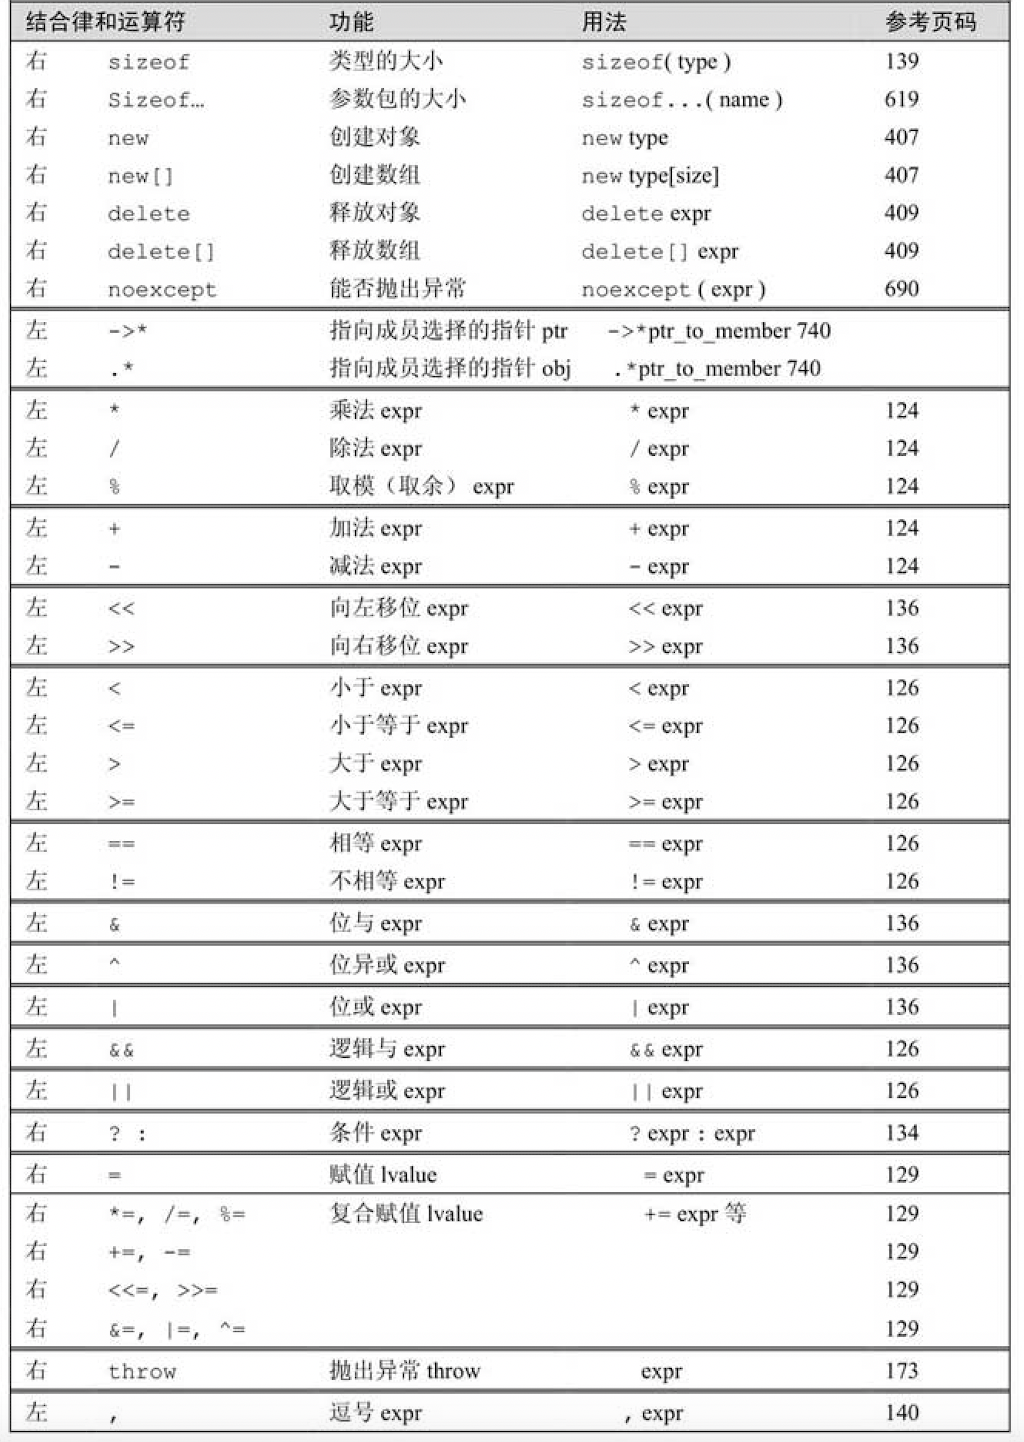 结合律和运算符 功能 用法 参考页码
右 sizeof 类型的大小 sizeof( type ) 139
右 Sizeof… 参数包的大小 sizeof...( name ) 619
右 new 创建对象 new type 407
右 new[] 创建数组 new type[size] 407
右 delete 释放对象 delete expr 409
右 delete[] 释放数组 delete[] expr 409
右 noexcept 能否抛出异常 noexcept ( expr ) 690
左 ->* 指向成员选择的指针 ptr ->*ptr_to_member 740
左 .* 指向成员选择的指针 obj .*ptr_to_member 740
左 * 乘法 expr * expr 124
左 / 除法 expr / expr 124
左 % 取模（取余） expr % expr 124
左 + 加法 expr + expr 124
左 - 减法 expr - expr 124
左 << 向左移位 expr << expr 136
左 >> 向右移位 expr >> expr 136
左 < 小于 expr < expr 126
左 <= 小于等于 expr <= expr 126
左 > 大于 expr > expr 126
左 >= 大于等于 expr >= expr 126
左 == 相等 expr == expr 126
左 != 不相等 expr != expr 126
左 & 位与 expr & expr 136
左 ^ 位异或 expr ^ expr 136
左 | 位或 expr | expr 136
左 && 逻辑与 expr && expr 126
左 || 逻辑或 expr || expr 126
右 ? : 条件 expr ? expr : expr 134
右 = 赋值 lvalue = expr 129
右 *=, /=, %= 复合赋值 lvalue += expr 等 129
右 +=, -= 129
右 <<=, >>= 129
右 &=, |=, ^= 129
右 throw 抛出异常 throw expr 173
左 , 逗号 expr , expr 140